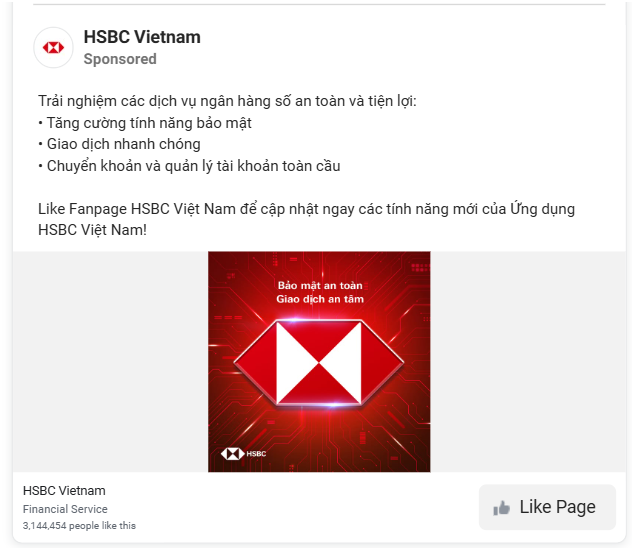 HSBC Vietnam
Sponsored
Trải nghiệm các dịch vụ ngân hàng số an toàn và tiện lợi:
• Tăng cường tính năng bảo mật
• Giao dịch nhanh chóng
• Chuyển khoản và quản lý tài khoản toàn cầu
Like Fanpage HSBC Việt Nam để cập nhật ngay các tính năng mới của Ứng dụng
HSBC Việt Nam!
Bảo mật an toàn
Giao dịch an tâm
HSBC
HSBC Vietnam
Financial Service
3,144,454 people like this
Like Page